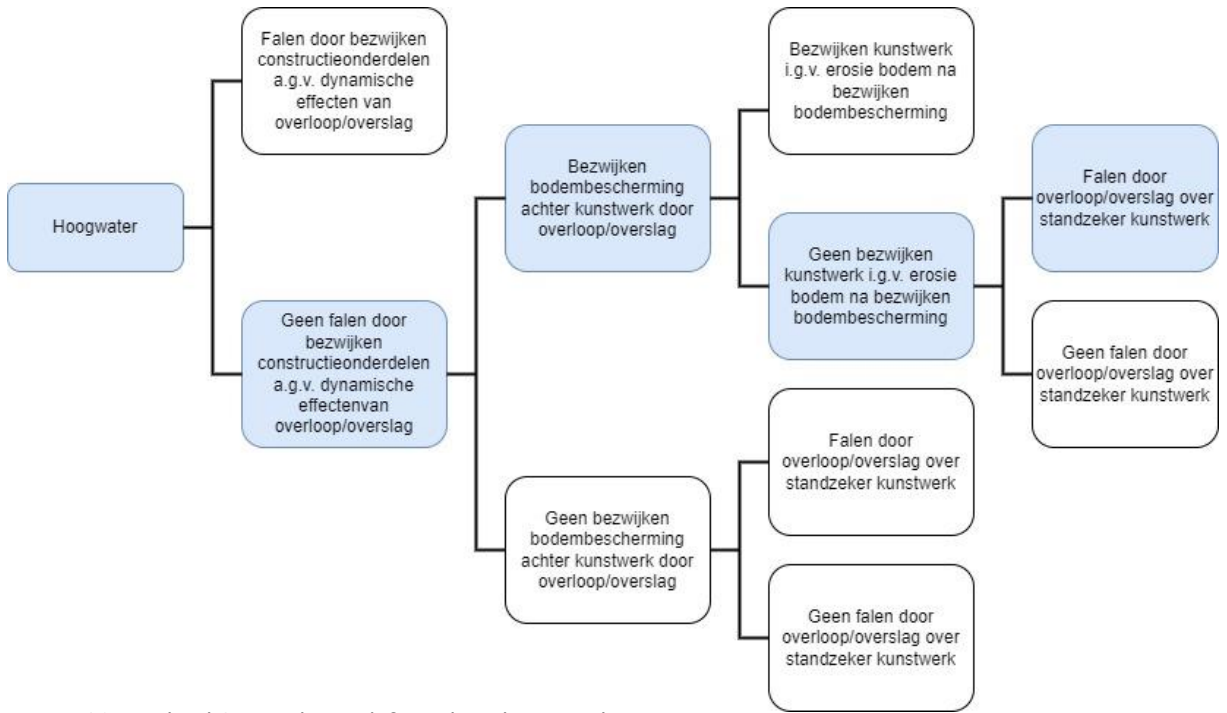 Hoogwater
Falen door bezwijken
constructieonderdelen
a.g.v. dynamische
effecten van
overloop/overslag
Geen falen door
bezwijken
constructieonderdelen
a.g.v. dynamische
effectenvan
overloop/overslag
Bezwijken
bodembescherming
achter kunstwerk door
overloop/overslag
Geen bezwijken
bodembescherming
achter kunstwerk door
overloop/overslag
Bezwijken kunstwerk
i.g.v. erosie bodem na
bezwijken
bodembescherming
Geen bezwijken
kunstwerk i.g.v. erosie
bodem na bezwijken
bodembescherming
Falen door
overloop/overslag over
standzeker kunstwerk
Geen falen door
overloop/overslag over
standzeker kunstwerk
Falen door
overloop/overslag over
standzeker kunstwerk
Geen falen door
overloop/overslag over
standzeker kunstwerk